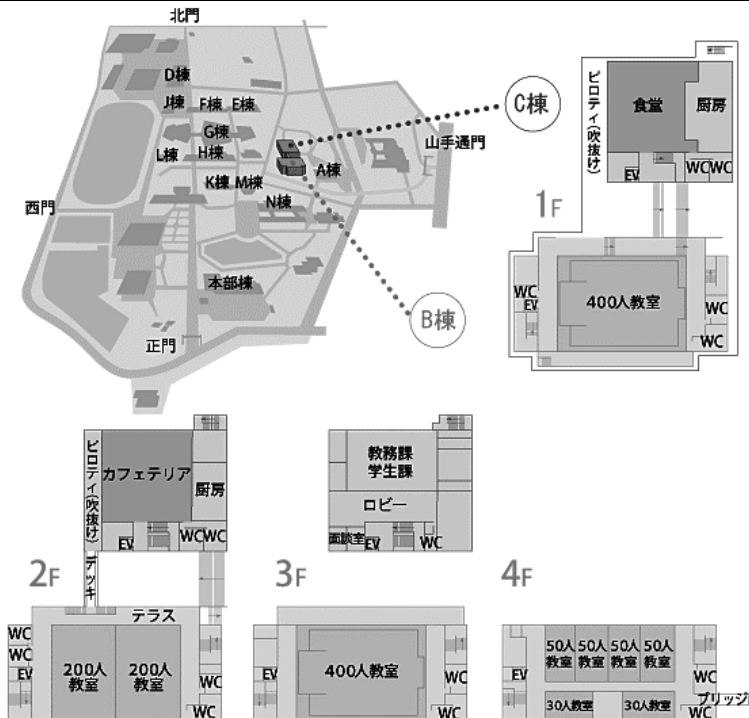 北門
D棟
J棟
F棟
E棟
G棟
L棟
H棟
K棟
M棟
A棟
N棟
山手通門
西門
本部棟
正門
C棟
B棟
1F
ピロティ(吹抜け)
食堂
厨房
EV
WC
WC
400人教室
WC
EV
WC
WC
2F
ピロティ(吹抜け)
カフェテリア
厨房
EV
WC
WC
デッキ
テラス
WC
WC
EV
200人
教室
200人
教室
WC
WC
3F
教務課
学生課
ロビー
面談室
EV
WC
EV
400人教室
WC
WC
4F
50人
教室
50人
教室
50人
教室
50人
教室
EV
30人教室
30人教室
WC
ブリッジ
WC